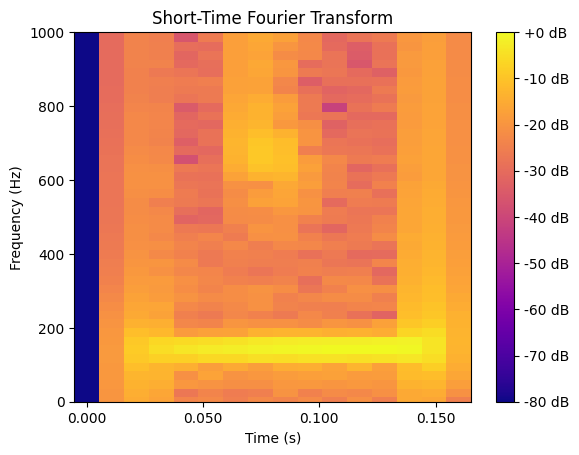 Short-Time Fourier Transform
Frequency (Hz)
1000
800
600
400
200
0
0.000
0.050
0.100
0.150
Time (s)
+0 dB
-10 dB
-20 dB
-30 dB
-40 dB
-50 dB
-60 dB
-70 dB
-80 dB